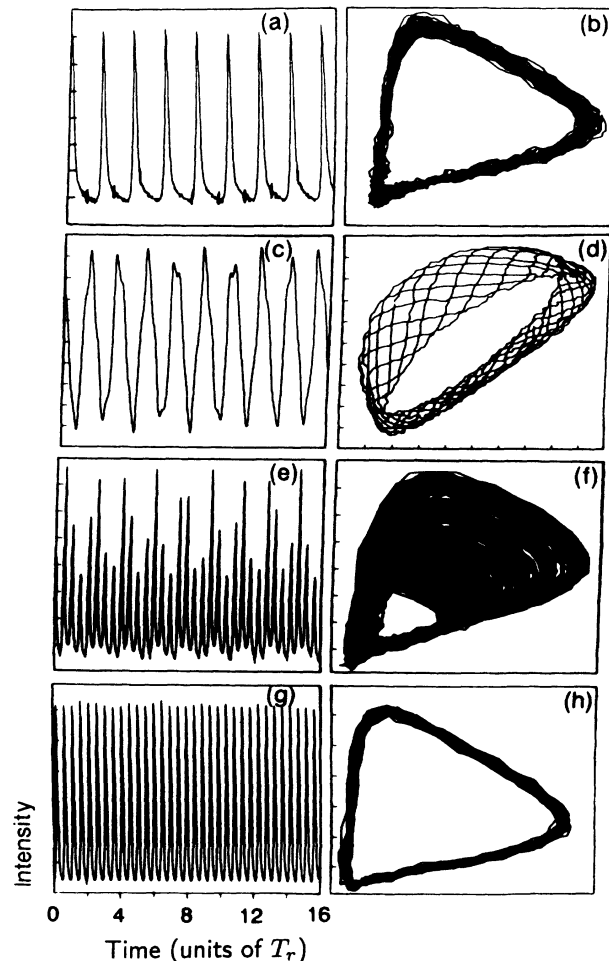 (a)
(b)
(c)
(d)
(e)
(f)
(g)
(h)
Intensity
0 4 8 12 16
Time (units of T_r)